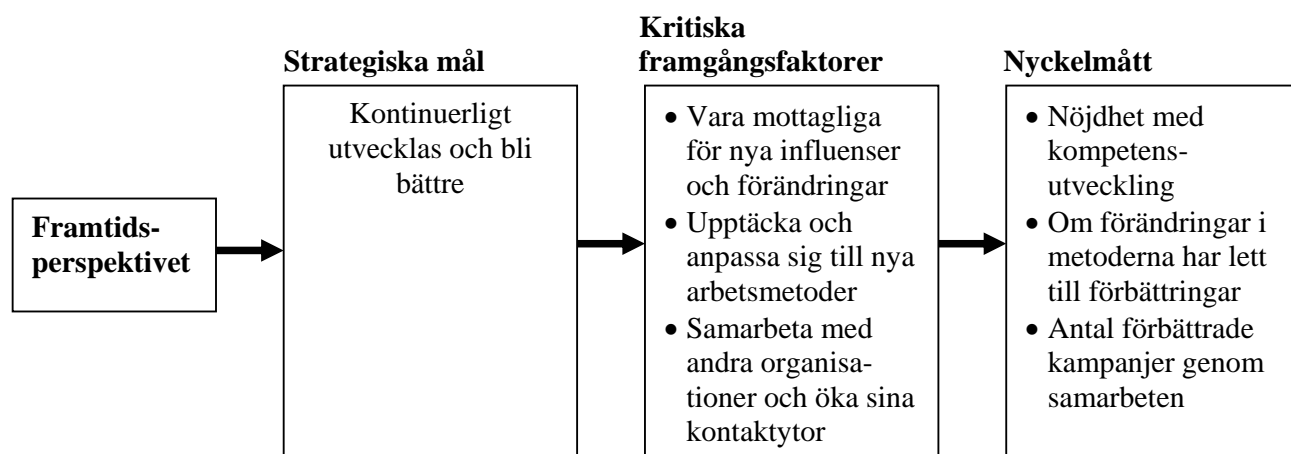 Framtids-
perspektivet
Strategiska mål
Kontinuerligt
utvecklas och bli
bättre
Kritiska
framgångsfaktorer
• Vara mottagliga
för nya influenser
och förändringar
• Upptäcka och
anpassa sig till nya
arbetsmetoder
• Samarbeta med
andra organisa-
tioner och öka sina
kontaktytor
Nyckelmått
• Nöjdhet med
kompetens-
utveckling
• Om förändringar i
metoderna har lett
till förbättringar
• Antal förbättrade
kampanjer genom
samarbeten